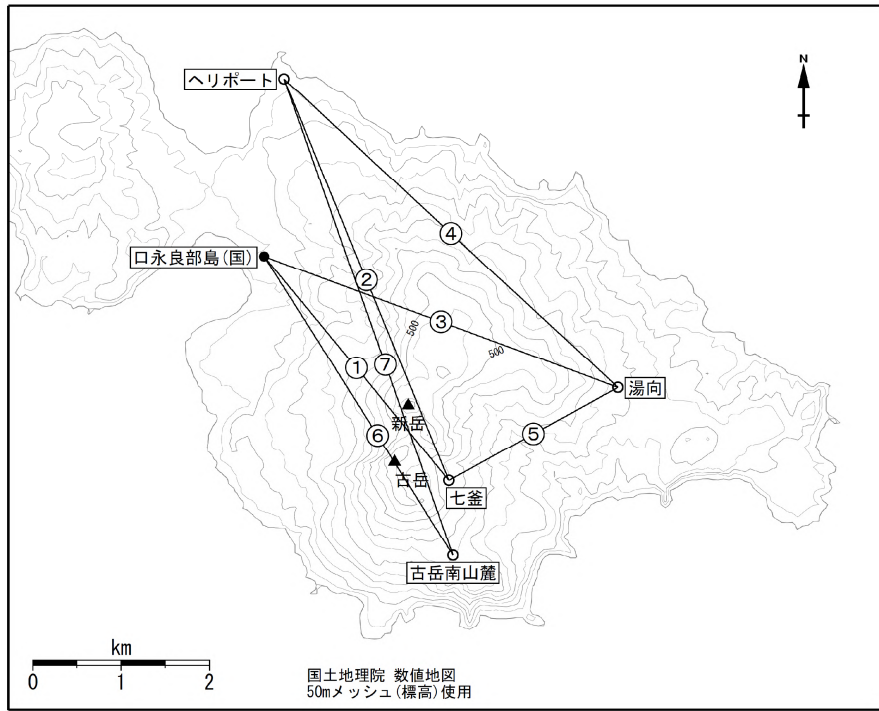 N
ヘリポート
④
口永良部島(国)
②
③
500
500
①
⑦
湯向
新岳
⑥
⑤
古岳
七釜
古岳南山麓
km
0 1 2
国土地理院 数値地図
50mメッシュ(標高)使用